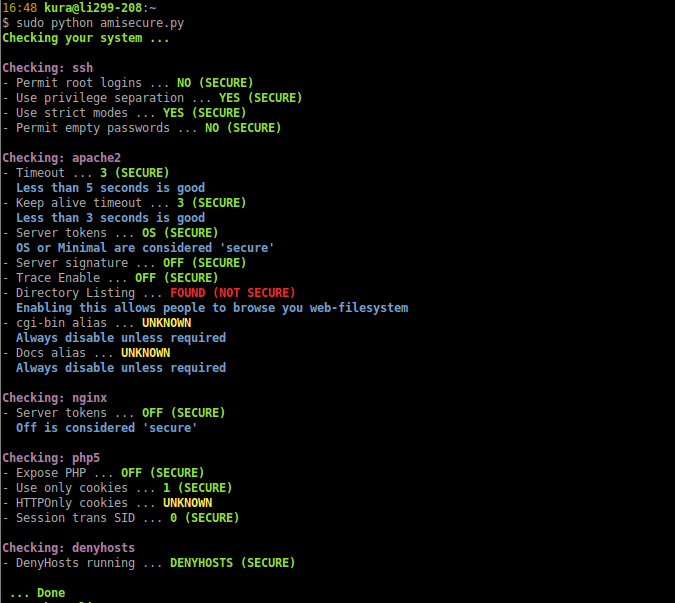 16:48 kura@li299-208:~
$ sudo python amisecure.py
Checking your system ...
Checking: ssh
- Permit root logins ... NO (SECURE)
- Use privilege separation ... YES (SECURE)
- Use strict modes ... YES (SECURE)
- Permit empty passwords ... NO (SECURE)
Checking: apache2
- Timeout ... 3 (SECURE)
Less than 5 seconds is good
- Keep alive timeout ... 3 (SECURE)
Less than 3 seconds is good
- Server tokens ... OS (SECURE)
OS or Minimal are considered 'secure'
- Server signature ... OFF (SECURE)
- Trace Enable ... OFF (SECURE)
- Directory Listing ... FOUND (NOT SECURE)
Enabling this allows people to browse you web-filesystem
- cgi-bin alias ... UNKNOWN
Always disable unless required
- Docs alias ... UNKNOWN
Always disable unless required
Checking: nginx
- Server tokens ... OFF (SECURE)
Off is considered 'secure'
Checking: php5
- Expose PHP ... OFF (SECURE)
- Use only cookies ... 1 (SECURE)
- HTTPOnly cookies ... UNKNOWN
- Session trans SID ... 0 (SECURE)
Checking: denyhosts
- DenyHosts running ... DENYHOSTS (SECURE)
... Done